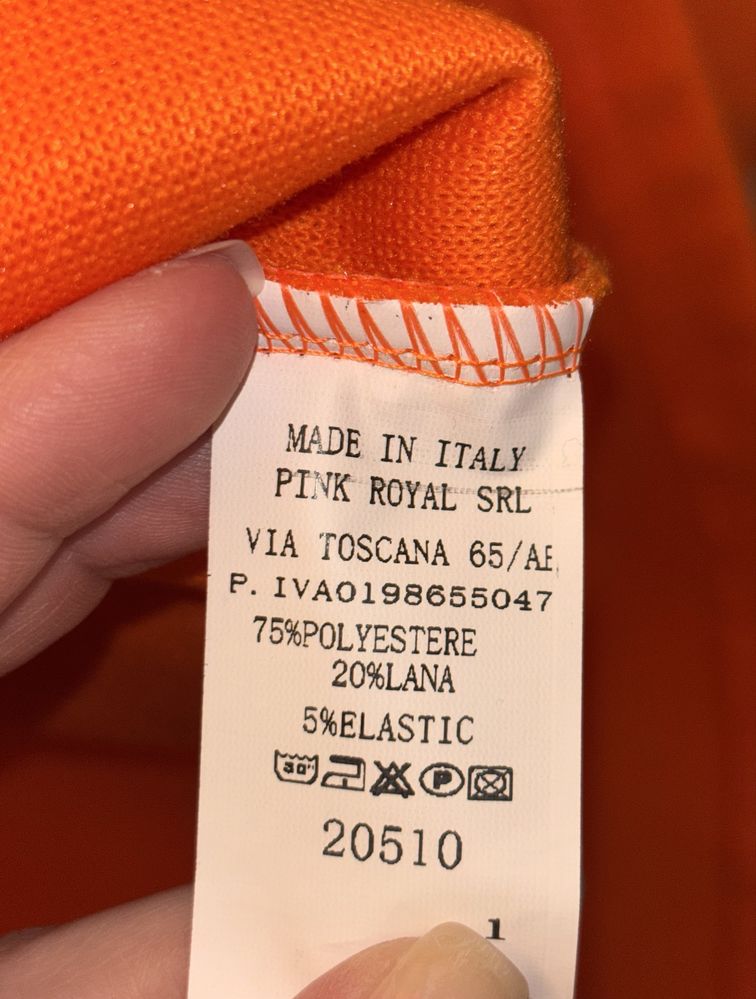 MADE IN ITALY
PINK ROYAL SRL
VIA TOSCANA 65/AE
P. IVA0198655047
75%POLYESTERE
20%LANA
5%ELASTIC
30° P
20510
1